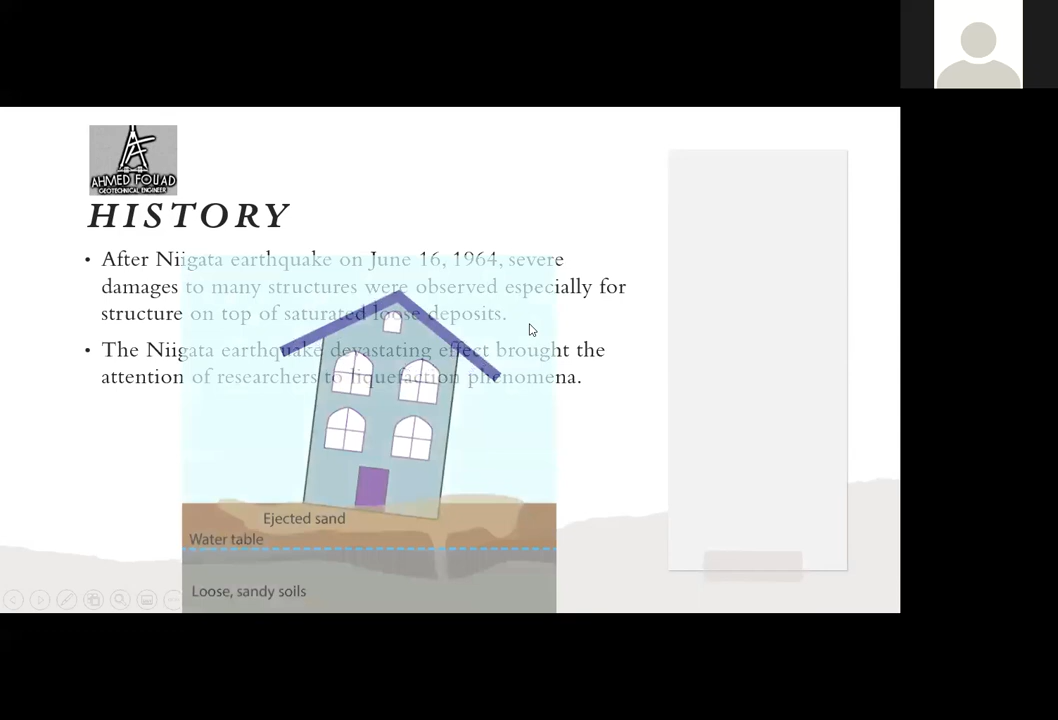 AHMED FOUAD
GEOTECHNICAL ENGINEER
HISTORY
• After Niigata earthquake on June 16, 1964, severe
damages to many structures were observed especially for
structure on top of saturated loose deposits.
• The Niigata earthquake devastating effect brought the
attention of researchers to liquefaction phenomena.
Ejected sand
Water table
Loose, sandy soils